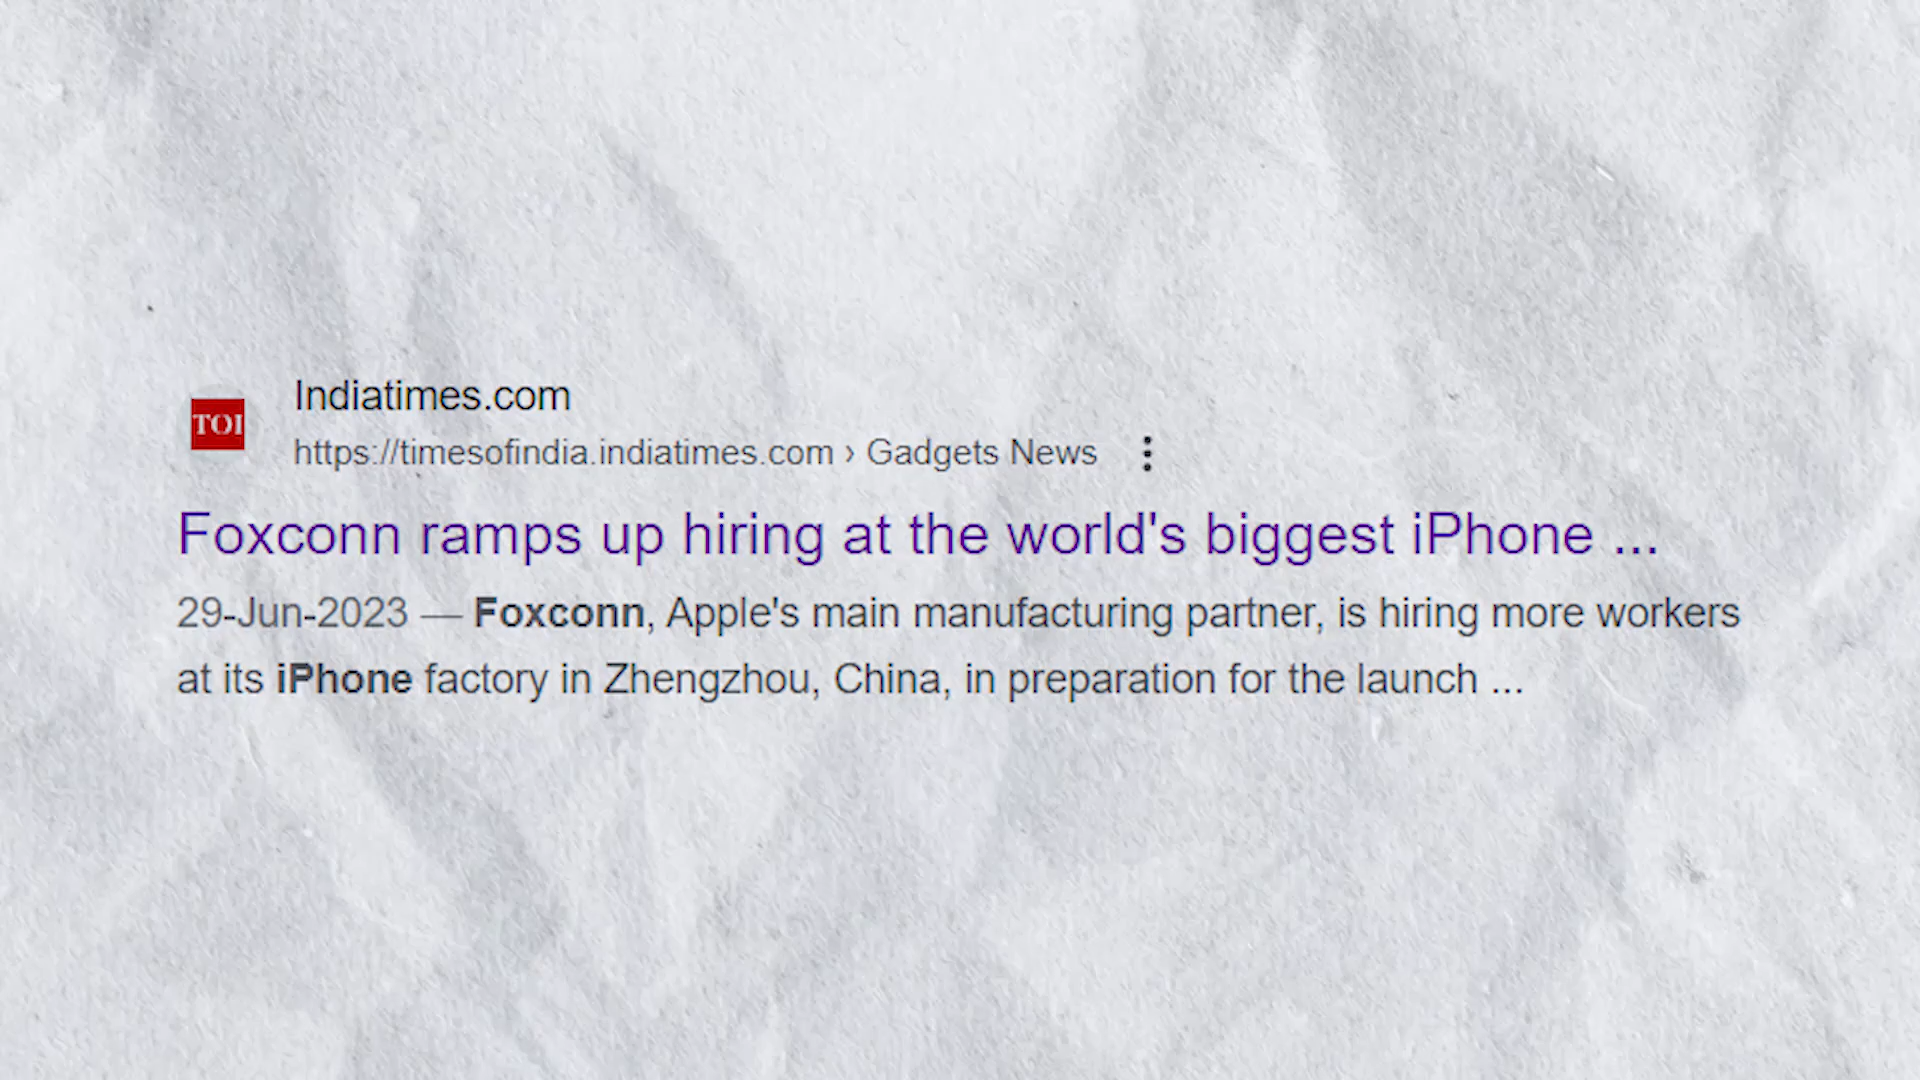 TOI
Indiatimes.com
https://timesofindia.indiatimes.com › Gadgets News
Foxconn ramps up hiring at the world's biggest iPhone ...
29-Jun-2023 — Foxconn, Apple's main manufacturing partner, is hiring more workers
at its iPhone factory in Zhengzhou, China, in preparation for the launch ...